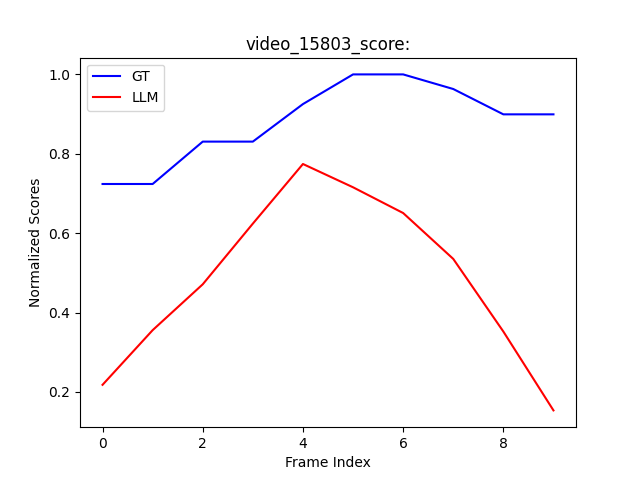 video_15803_score:
GT
LLM
Normalized Scores
1.0
0.8
0.6
0.4
0.2
0 2 4 6 8
Frame Index